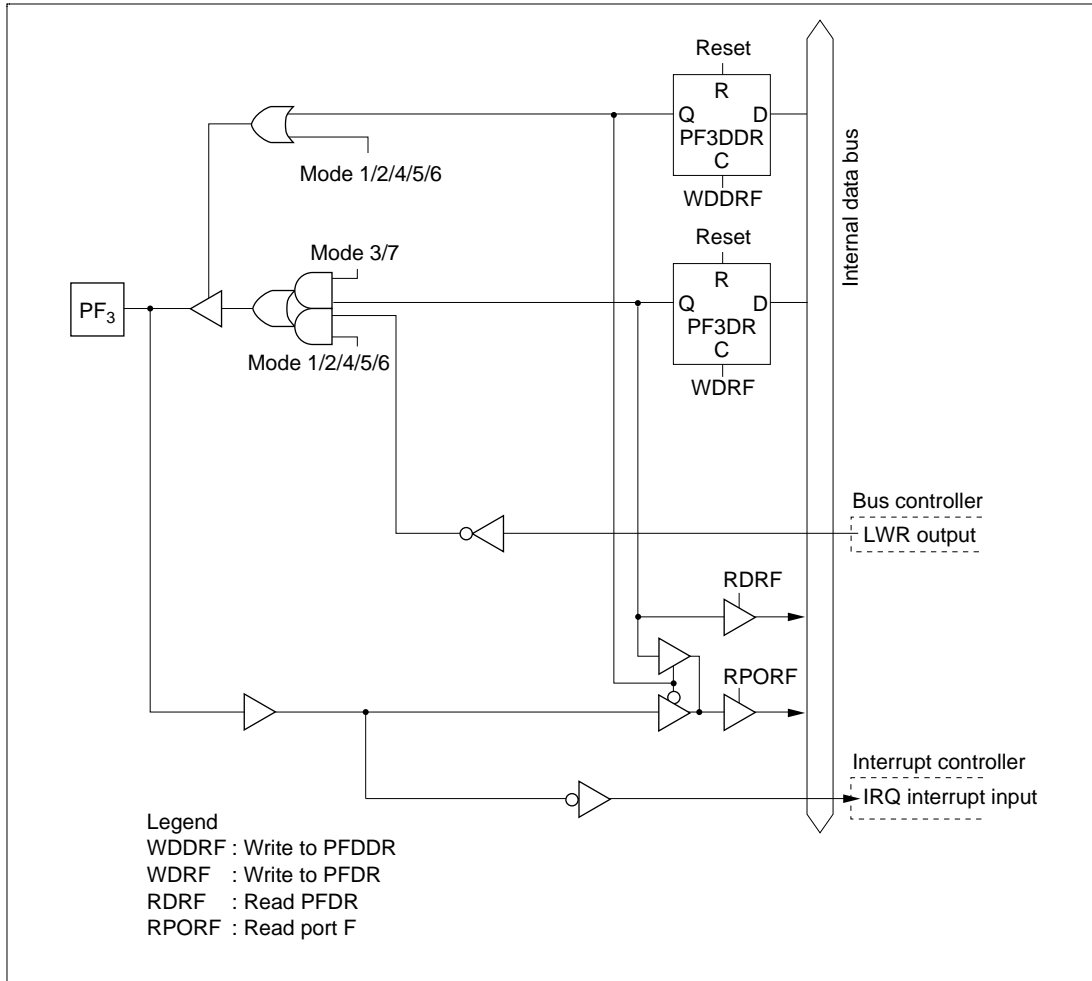 Reset
R
Q D
PF3DDR
C
WDDRF
Mode 1/2/4/5/6
Internal data bus
Reset
R
Mode 3/7
Q D
PF3DR
C
WDRF
PF3
Mode 1/2/4/5/6
Bus controller
LWR output
RDRF
RPORF
Interrupt controller
IRQ interrupt input
Legend
WDDRF : Write to PFDDR
WDRF : Write to PFDR
RDRF : Read PFDR
RPORF : Read port F